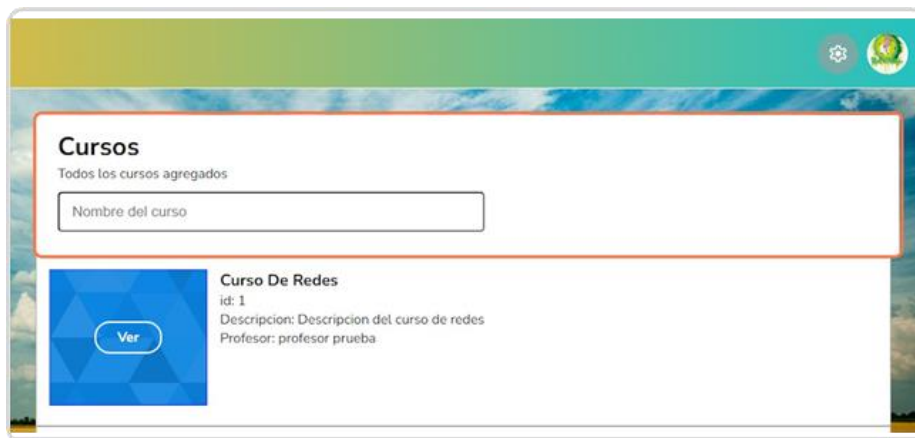 Cursos
Todos los cursos agregados
Nombre del curso
Curso De Redes
id: 1
Descripcion: Descripcion del curso de redes
Profesor: profesor prueba
Ver